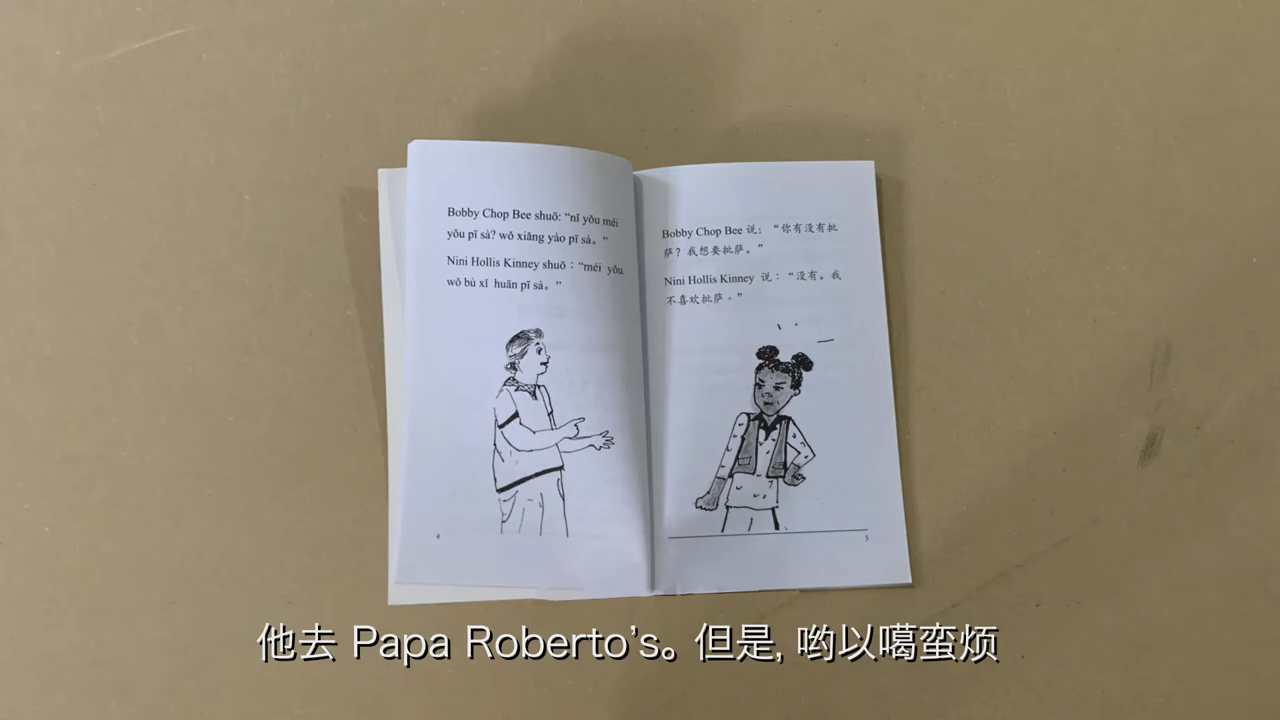 Bobby Chop Bee shuō: “nǐ yǒu méi
yǒu pī sà? wǒ xiǎng yào pī sà。”
Nini Hollis Kinney shuō：“méi yǒu.
wǒ bù xǐ huān pī sà。”
4
Bobby Chop Bee 说：“你有没有批
萨？我想要批萨。”
Nini Hollis Kinney 说：“没有。我
不喜欢批萨。”
5
他去 Papa Roberto’s。但是, 哟以噶蛮烦